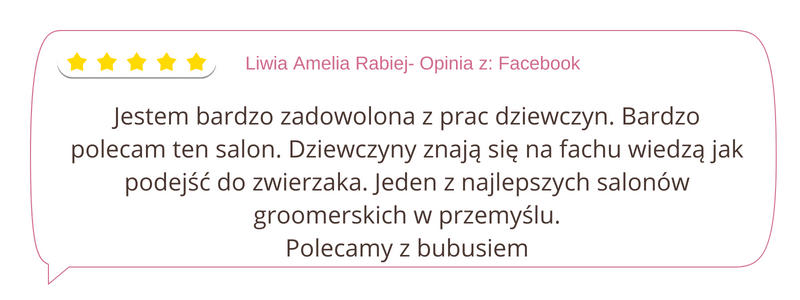 Liwia Amelia Rabiej- Opinia z: Facebook
Jestem bardzo zadowolona z prac dziewczyn. Bardzo
polecam ten salon. Dziewczyny znają się na fachu wiedzą jak
podejść do zwierzaka. Jeden z najlepszych salonów
groomerskich w przemyślu.
Polecamy z bubusiem